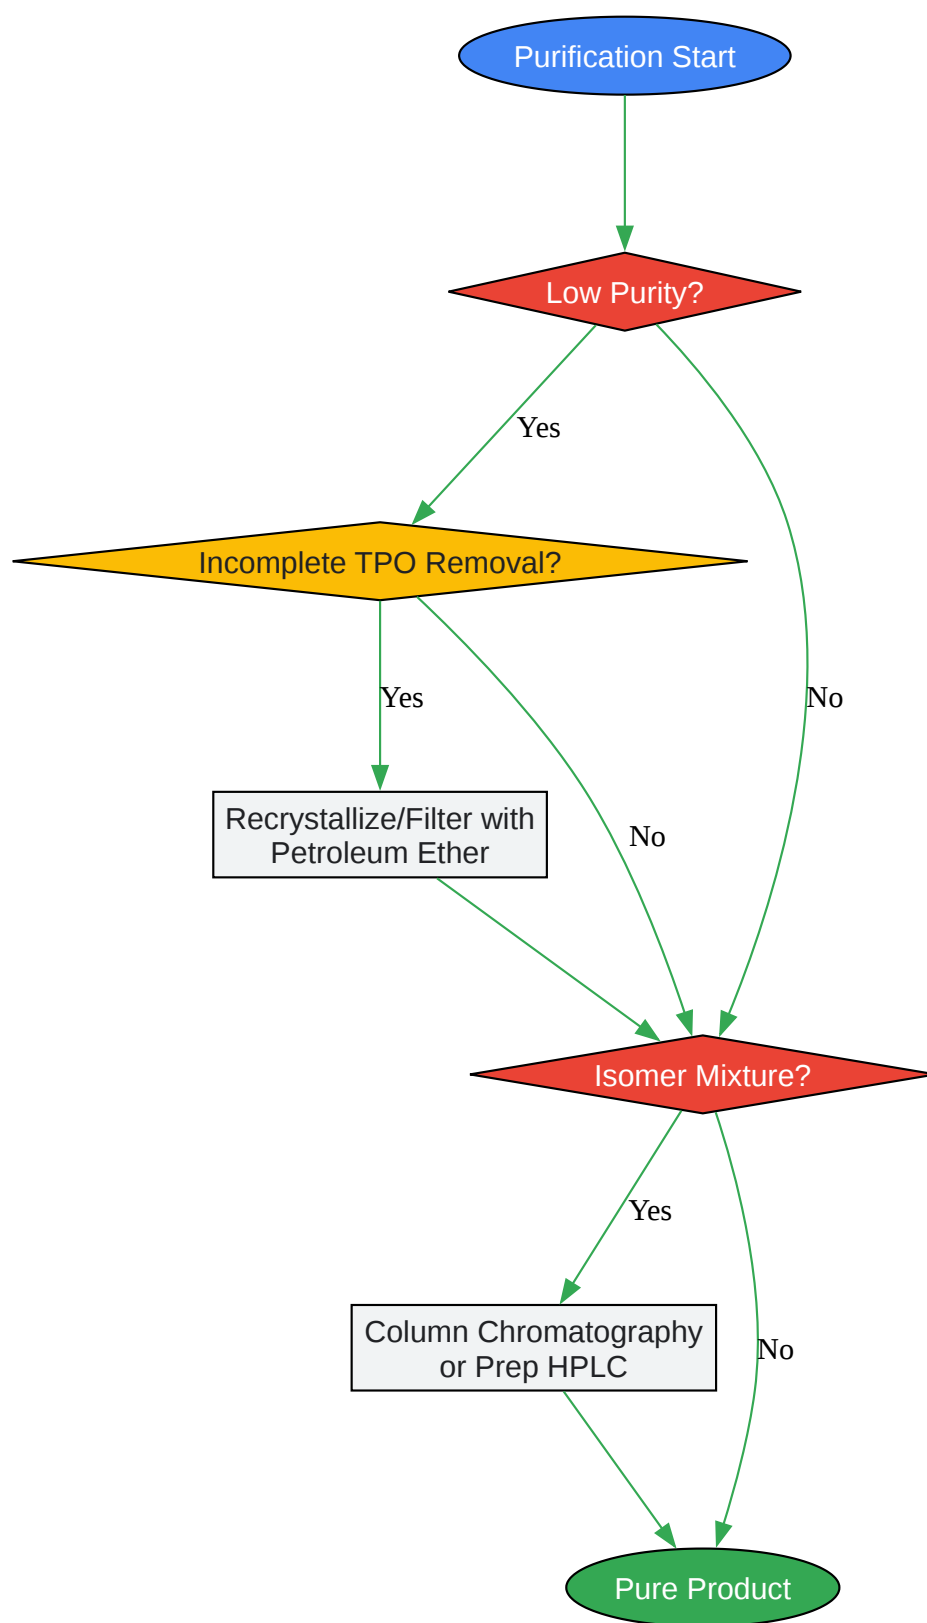 Purification Start
Low Purity?
Yes
Incomplete TPO Removal?
Yes
No
Recrystallize/Filter with
Petroleum Ether
No
Isomer Mixture?
Yes
Column Chromatography
or Prep HPLC
No
Pure Product